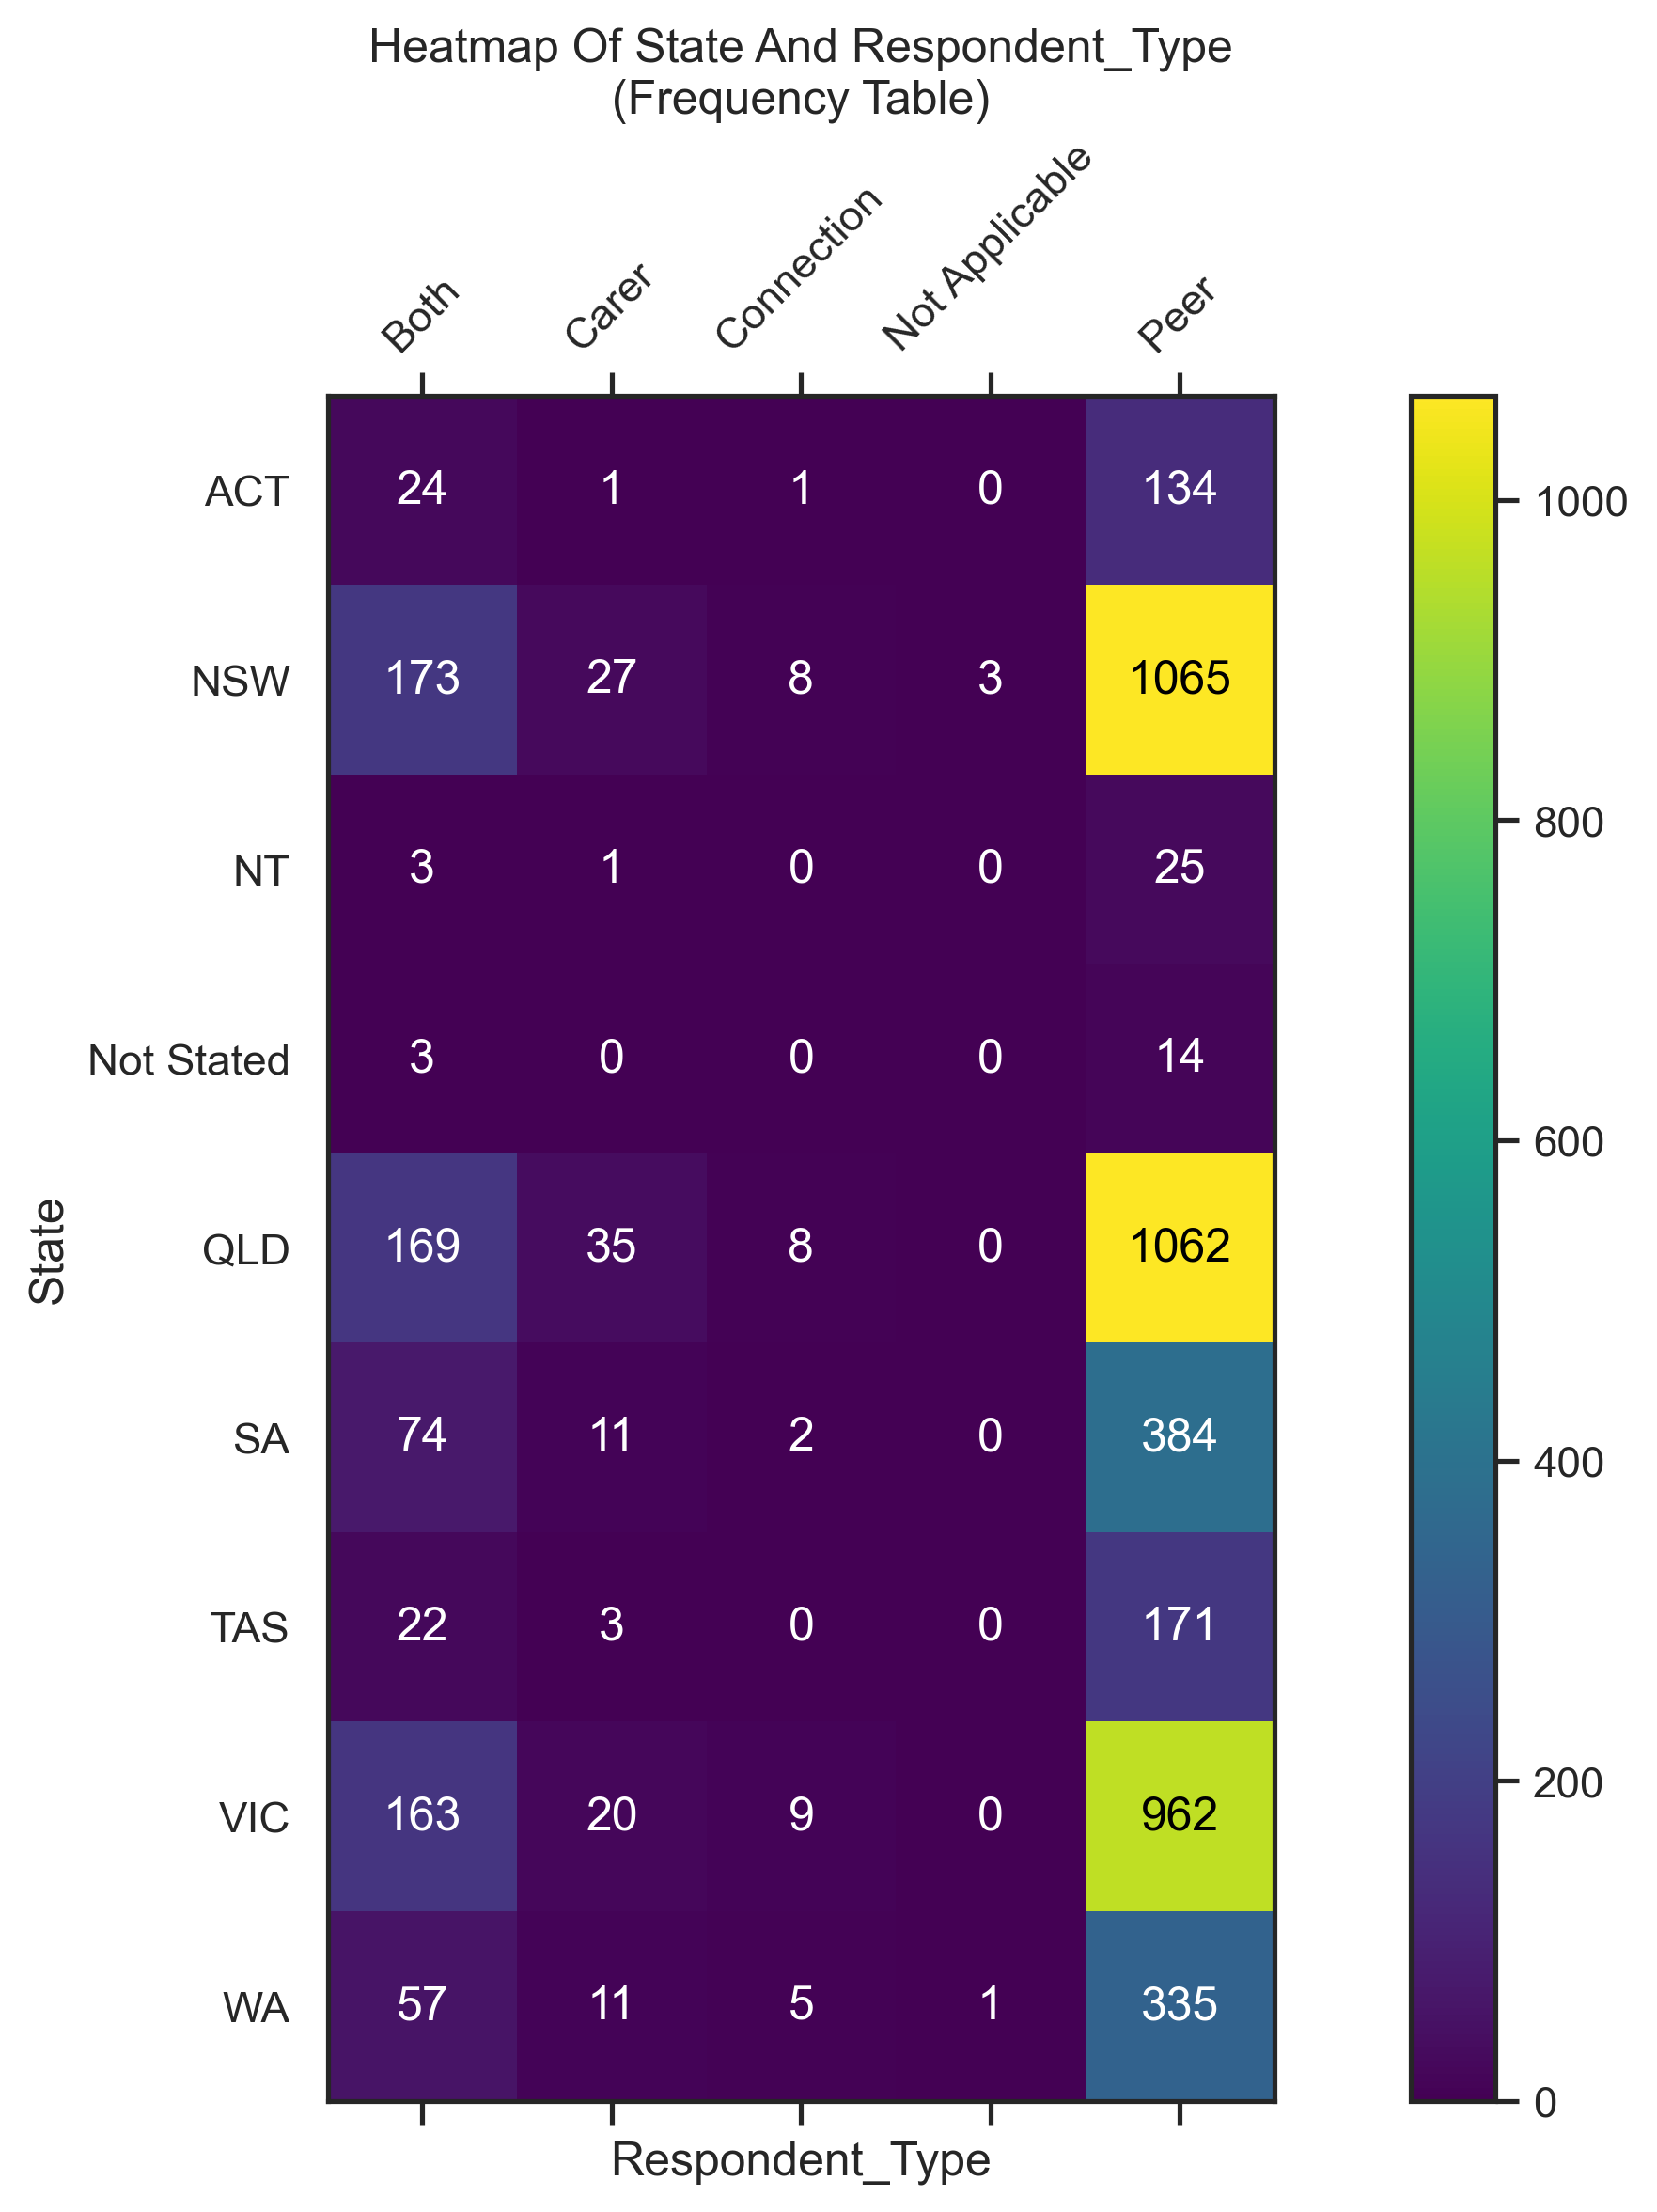 Heatmap Of State And Respondent_Type
(Frequency Table)
Both Carer Connection Not Applicable Peer
ACT 24 1 1 0 134
NSW 173 27 8 3 1065
NT 3 1 0 0 25
Not Stated 3 0 0 0 14
QLD 169 35 8 0 1062
SA 74 11 2 0 384
TAS 22 3 0 0 171
VIC 163 20 9 0 962
WA 57 11 5 1 335
State
Respondent_Type
1000
800
600
400
200
0